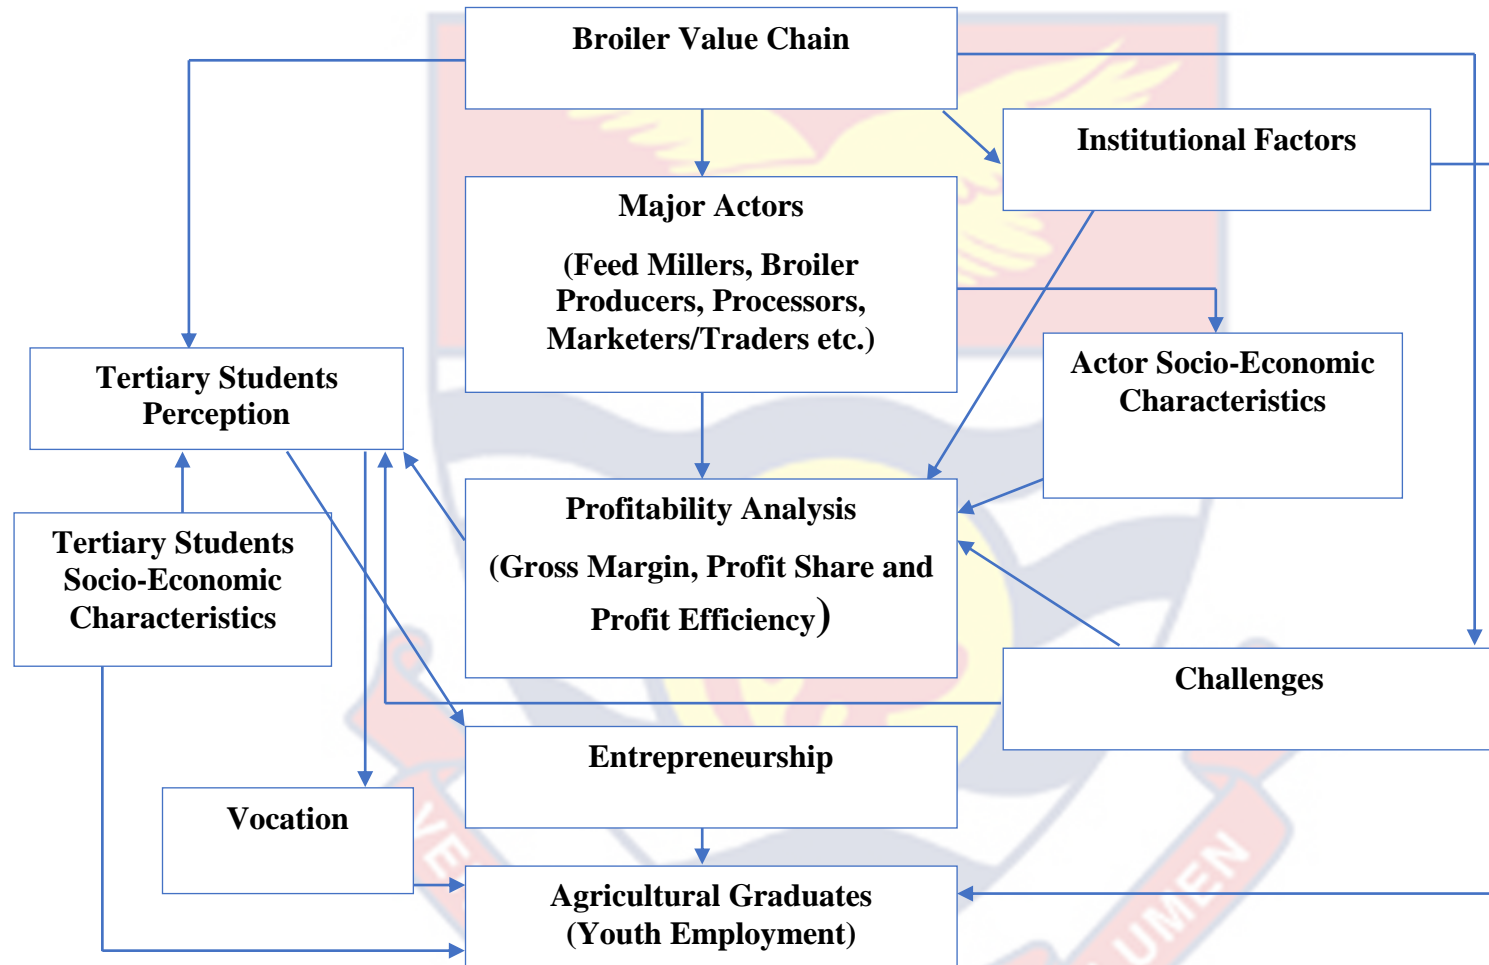 Broiler Value Chain
Institutional Factors
Major Actors
(Feed Millers, Broiler
Producers, Processors,
Marketers/Traders etc.)
Tertiary Students
Perception
Actor Socio-Economic
Characteristics
Profitability Analysis
(Gross Margin, Profit Share and
Profit Efficiency)
Tertiary Students
Socio-Economic
Characteristics
Challenges
Entrepreneurship
Vocation
Agricultural Graduates
(Youth Employment)
VE
LUMEN